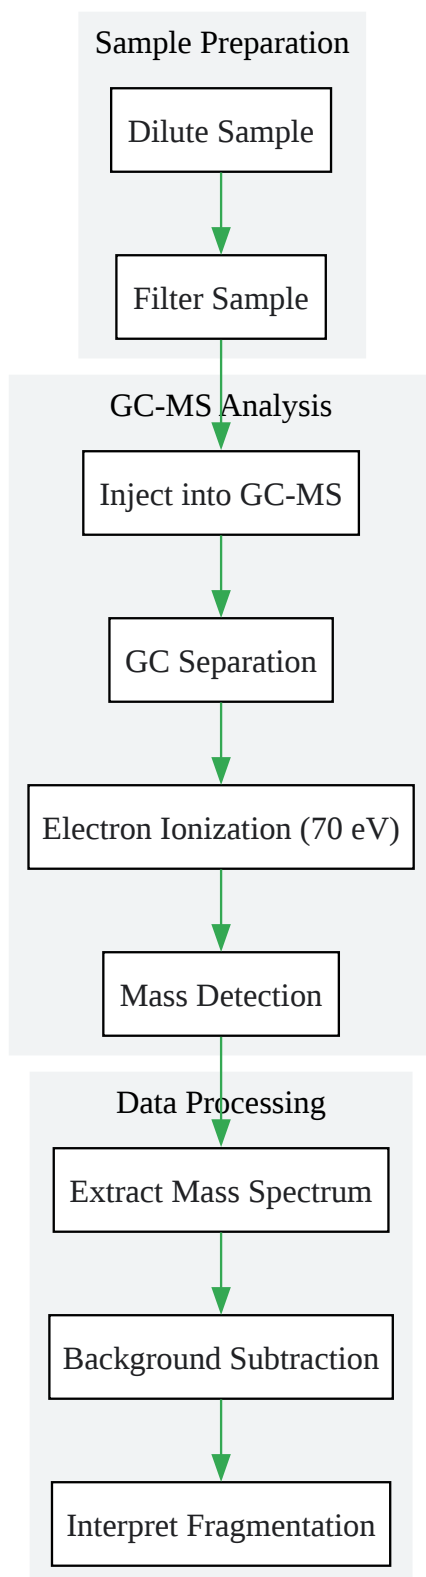 Sample Preparation
Dilute Sample
Filter Sample
GC-MS Analysis
Inject into GC-MS
GC Separation
Electron Ionization (70 eV)
Mass Detection
Data Processing
Extract Mass Spectrum
Background Subtraction
Interpret Fragmentation